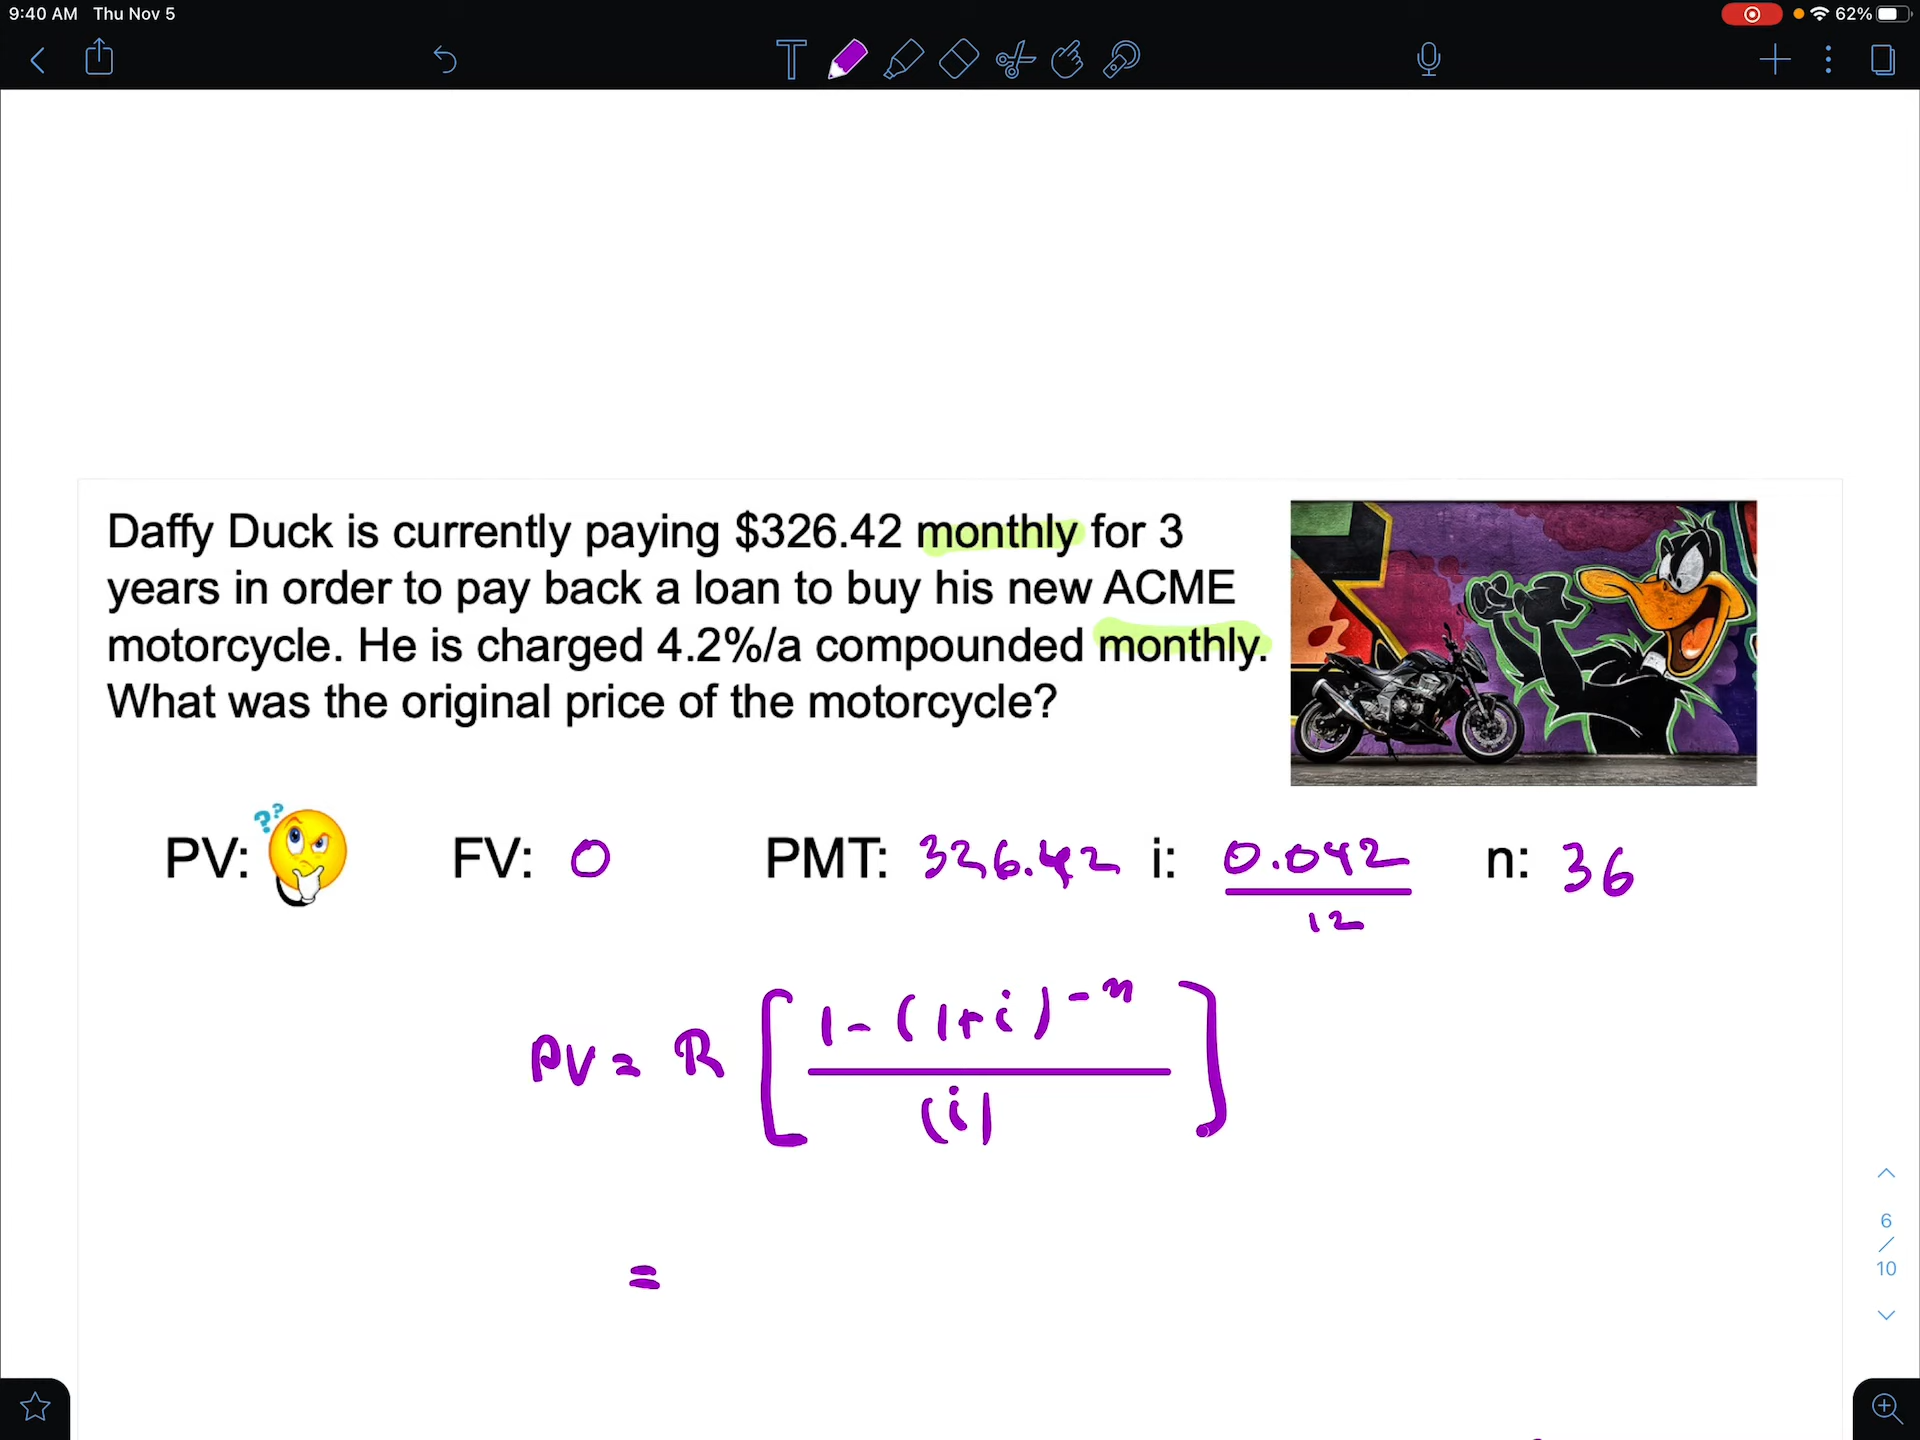 9:40 AM Thu Nov 5
62%
T
Daffy Duck is currently paying $326.42 monthly for 3
years in order to pay back a loan to buy his new ACME
motorcycle. He is charged 4.2%/a compounded monthly.
What was the original price of the motorcycle?
PV: ?? FV: 0 PMT: 326.42 i: 0.042 n: 36
12
PV = R [ 1-(1+i)^-n ]
(i)
=
6
/
10